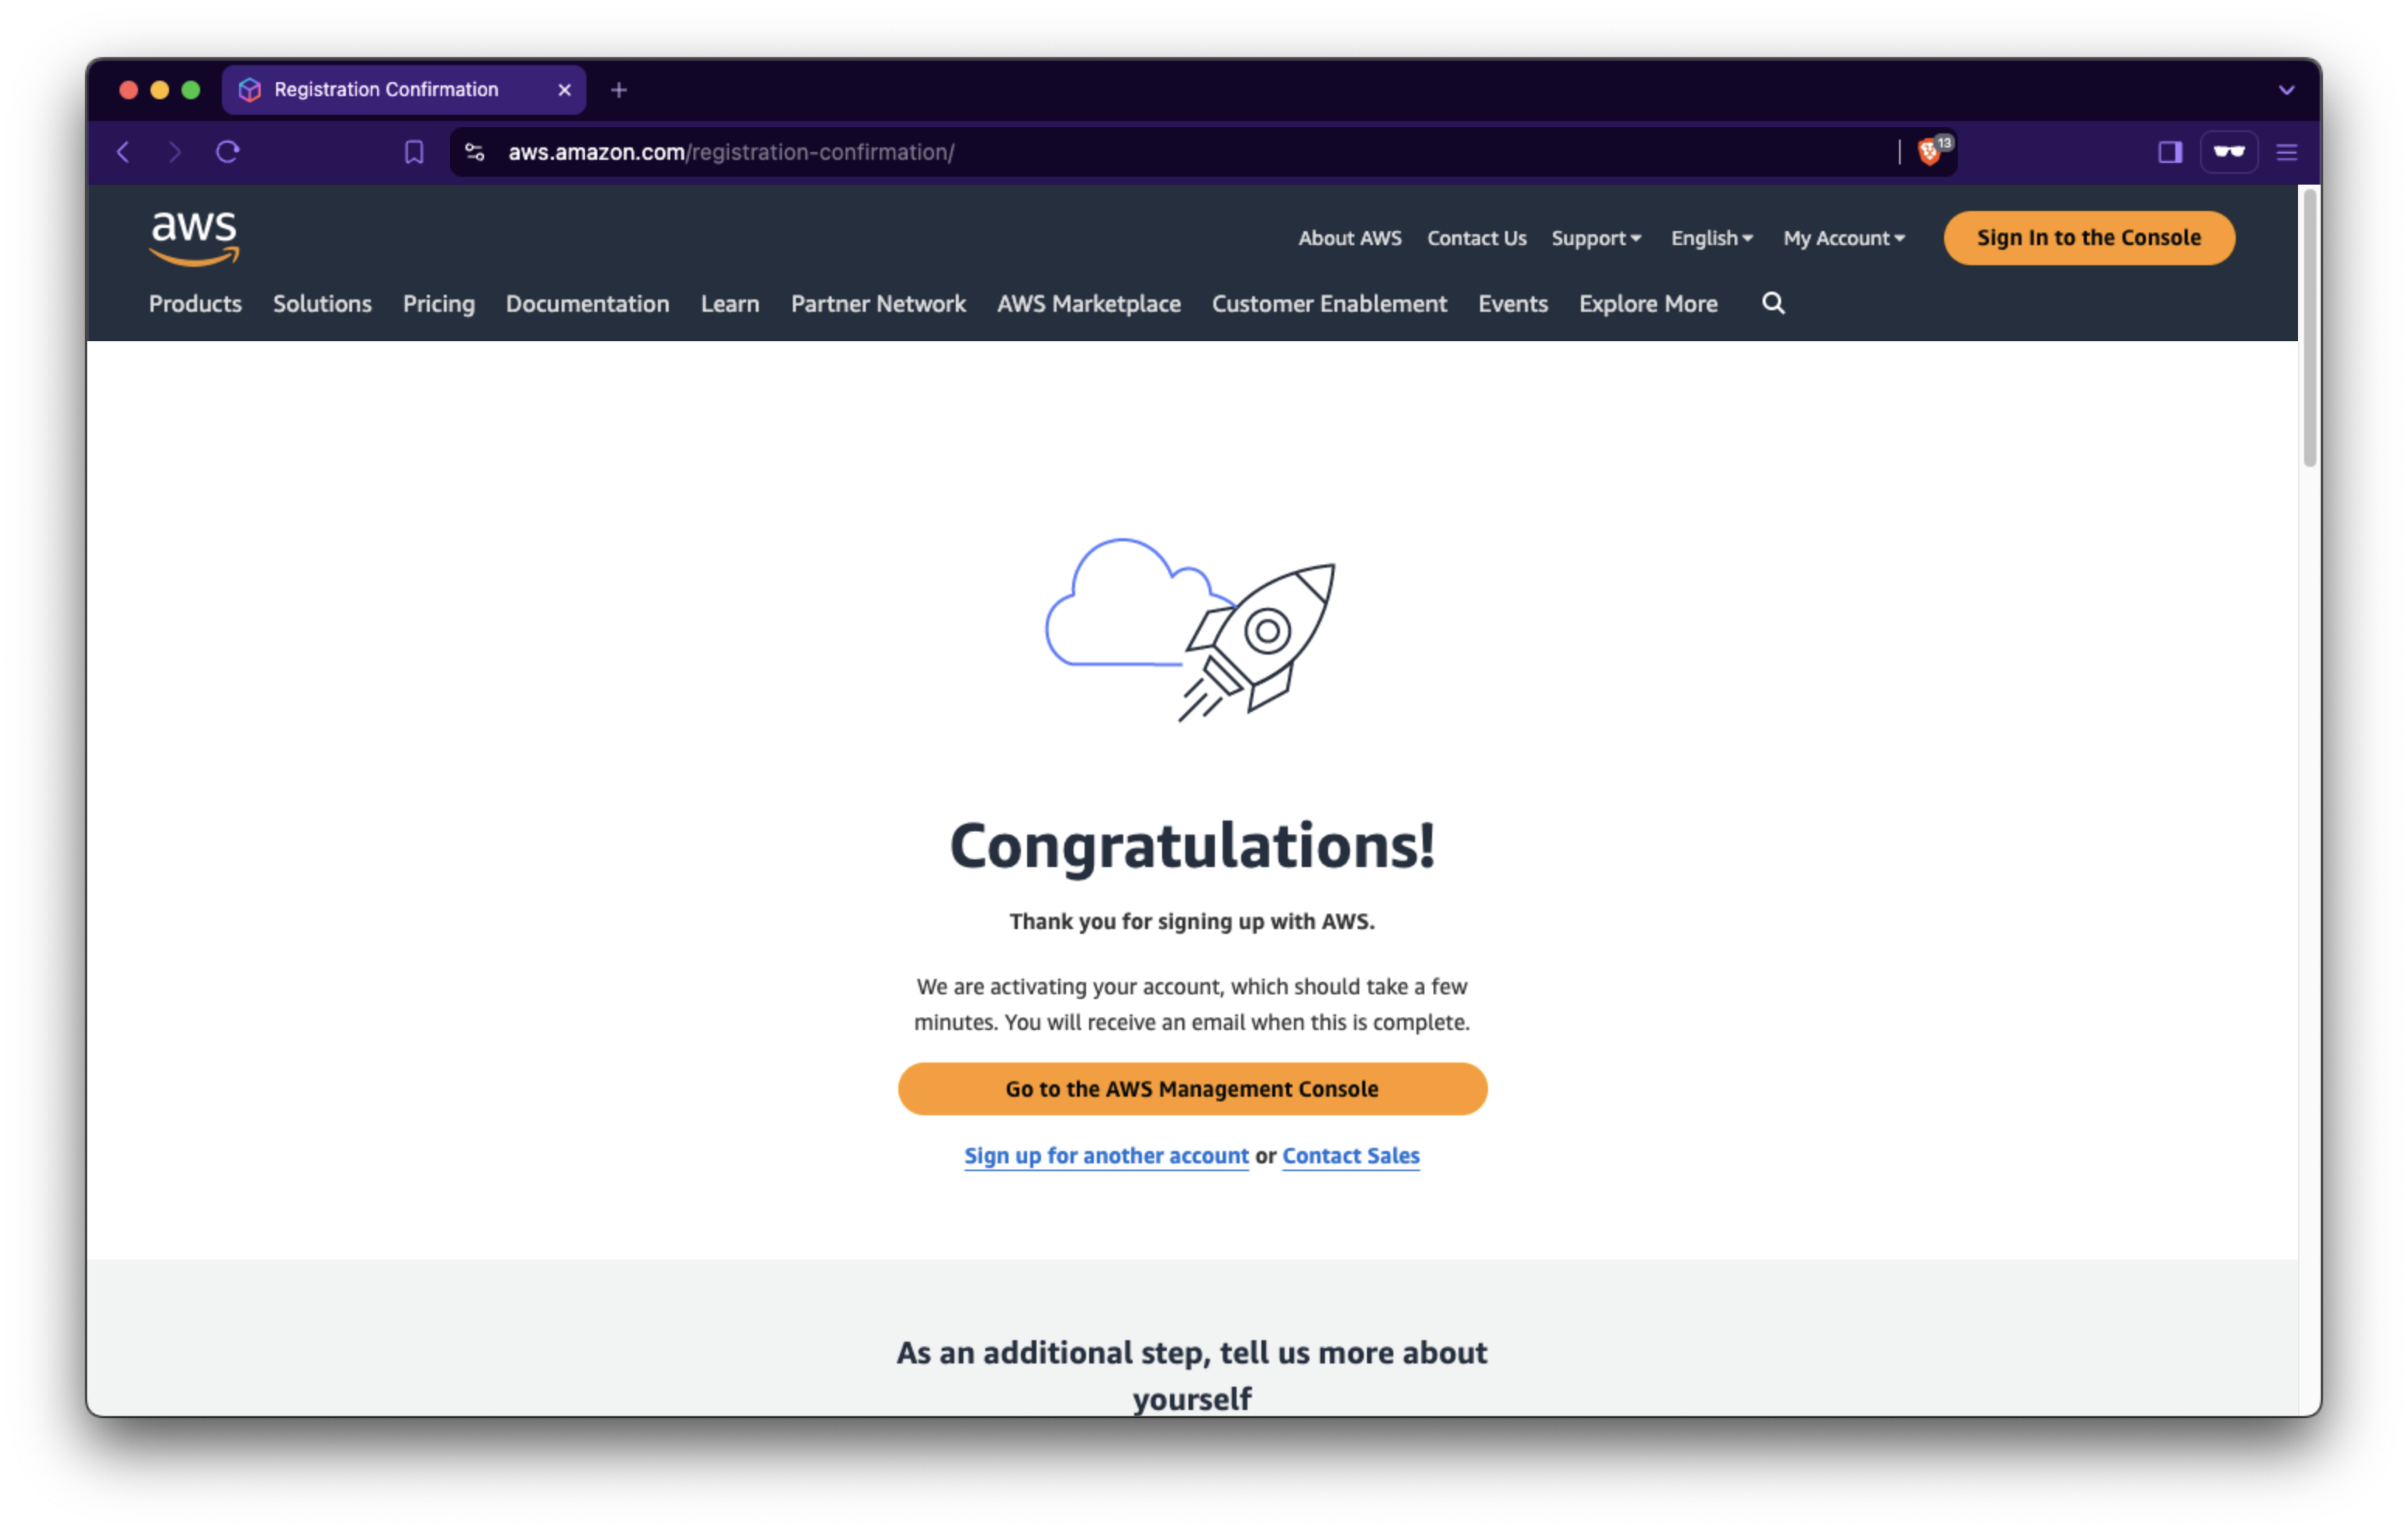 Registration Confirmation
aws.amazon.com/registration-confirmation/
13
aws
About AWS Contact Us Support English My Account Sign In to the Console
Products Solutions Pricing Documentation Learn Partner Network AWS Marketplace Customer Enablement Events Explore More
Congratulations!
Thank you for signing up with AWS.
We are activating your account, which should take a few
minutes. You will receive an email when this is complete.
Go to the AWS Management Console
Sign up for another account or Contact Sales
As an additional step, tell us more about
yourself